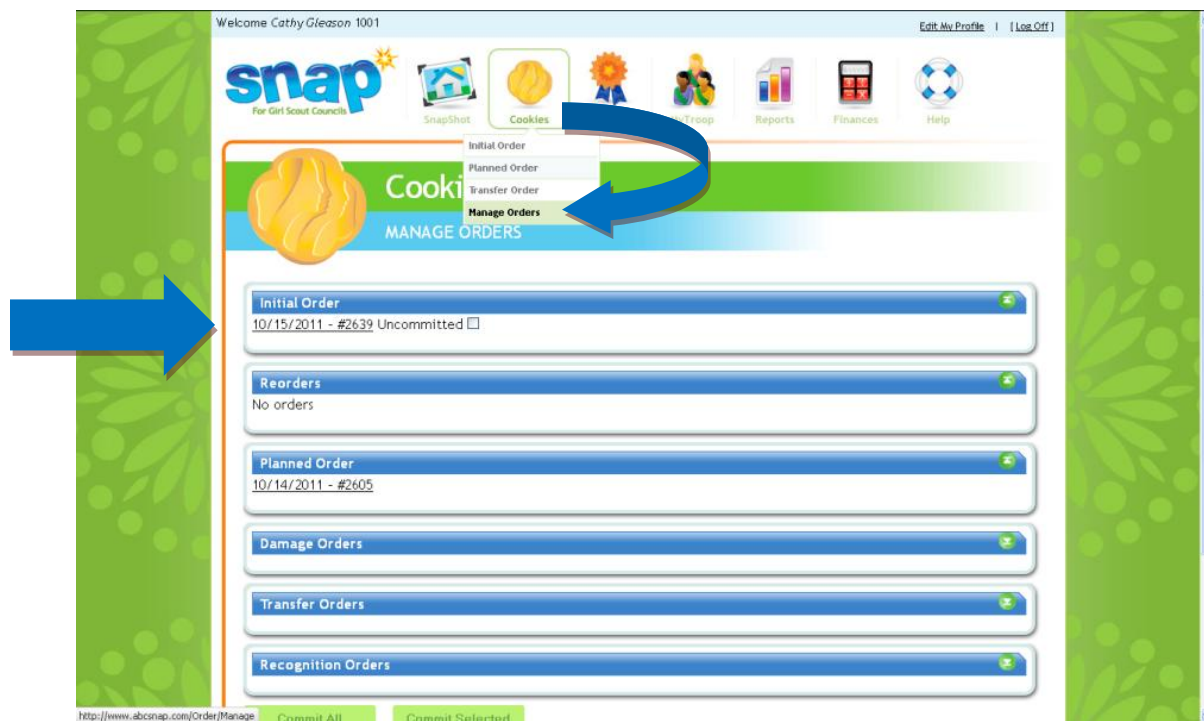 Welcome Cathy Gleason 1001
Edit My Profile | [ Log Off ]
snap
For Girl Scout Councils
SnapShot
Cookies
Troop
Reports
Finances
Help
Initial Order
Planned Order
Transfer Order
Manage Orders
Cooki
MANAGE ORDERS
Initial Order
10/15/2011 - #2639 Uncommitted
Reorders
No orders
Planned Order
10/14/2011 - #2605
Damage Orders
Transfer Orders
Recognition Orders
http://www.abcsnap.com/Order/Manage
Commit All
Commit Selected